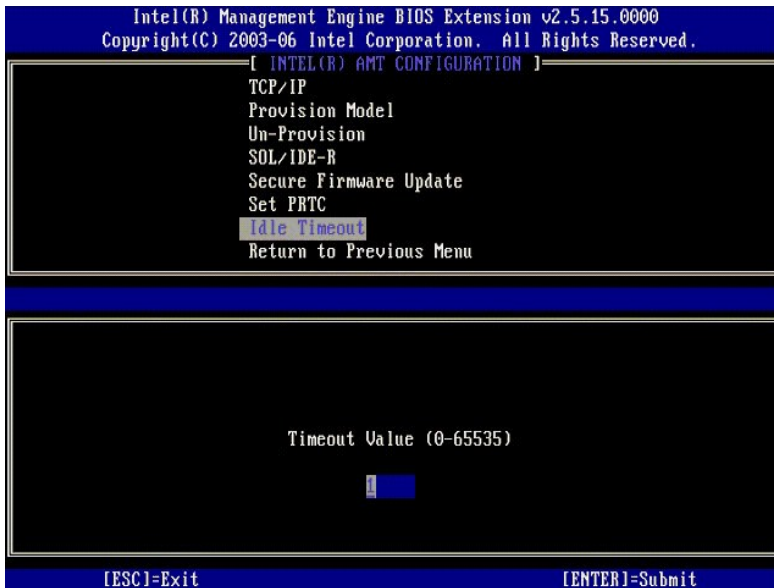 Intel(R) Management Engine BIOS Extension v2.5.15.0000
Copyright(C) 2003-06 Intel Corporation. All Rights Reserved.
[ INTEL(R) AMT CONFIGURATION ]
TCP/IP
Provision Model
Un-Provision
SOL/IDE-R
Secure Firmware Update
Set PRTC
Idle Timeout
Return to Previous Menu
Timeout Value (0-65535)
1
[ESC]=Exit [ENTER]=Submit